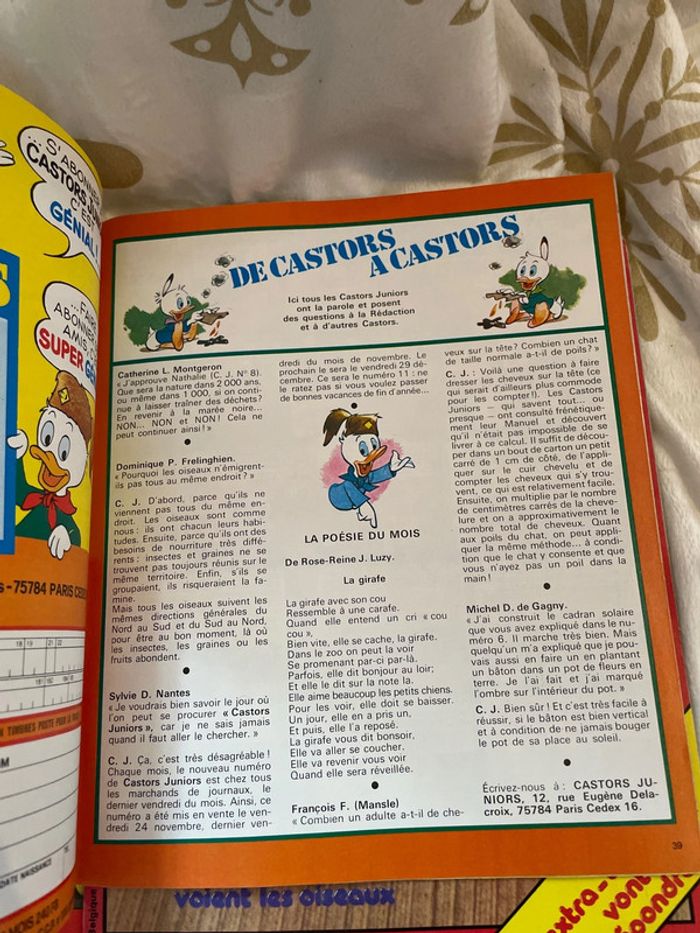 ...S'ABONNER
CASTORS JUN
C'ES
GÉNIAL
...FAIRE
ABONNER
AMIS, C
SUPER GÉ
S
s - 75784 PARIS CEDEX
DE CASTORS
A CASTORS
Ici tous les Castors Juniors
ont la parole et posent
des questions à la Rédaction
et à d'autres Castors.
Catherine L. Montgeron
« J'approuve Nathalie (C. J. N° 8).
Que sera la nature dans 2 000 ans,
ou même dans 1 000, si on conti-
nue à laisser traîner des déchets?
En revenir à la marée noire...
NON... NON et NON! Cela ne
peut continuer ainsi! »
Dominique P. Frelinghien.
« Pourquoi les oiseaux n'émigrent-
ils pas tous au même endroit? »
C. J. D'abord, parce qu'ils ne
viennent pas tous du même en-
droit. Les oiseaux sont comme
nous : ils ont chacun leurs habi-
tudes. Ensuite, parce qu'ils ont des
besoins de nourriture très diffé-
rents : insectes et graines ne se
trouvent pas toujours réunis sur le
même territoire. Enfin, s'ils se
groupaient, ils risqueraient la fa-
mine.
Mais tous les oiseaux suivent les
mêmes directions générales du
Nord au Sud et du Sud au Nord,
pour être au bon moment, là où
les insectes, les graines ou les
fruits abondent.
Sylvie D. Nantes
« Je voudrais bien savoir le jour où
l'on peut se procurer « Castors
Juniors », car je ne sais jamais
quand il faut aller le chercher. »
C. J. Ça, c'est très désagréable!
Chaque mois, le nouveau numéro
de Castors Juniors est chez tous
les marchands de journaux, le
dernier vendredi du mois. Ainsi, ce
numéro a été mis en vente le ven-
dredi 24 novembre, dernier ven-
dredi du mois de novembre. Le
prochain le sera le vendredi 29 dé-
cembre. Ce sera le numéro 11 : ne
le ratez pas si vous voulez passer
de bonnes vacances de fin d'année...
LA POÉSIE DU MOIS
De Rose-Reine J. Luzy.
La girafe
La girafe avec son cou
Ressemble à une carafe.
Quand elle entend un cri « cou
cou »,
Bien vite, elle se cache, la girafe.
Dans le zoo on peut la voir
Se promenant par-ci par-là.
Parfois, elle dit bonjour au loir;
Et elle le dit sur la note la.
Elle aime beaucoup les petits chiens.
Pour les voir, elle doit se baisser.
Un jour, elle en a pris un,
Et puis, elle l'a reposé.
La girafe vous dit bonsoir,
Elle va aller se coucher.
Elle va revenir vous voir
Quand elle sera réveillée.
François F. (Mansle)
« Combien un adulte a-t-il de che-
veux sur la tête? Combien un chat
de taille normale a-t-il de poils? »
C. J. : Voilà une question à faire
dresser les cheveux sur la tête (ce
qui serait d'ailleurs plus commode
pour les compter!). Les Castors
Juniors - qui savent tout... ou
presque - ont consulté frénétique-
ment leur Manuel et découvert
qu'il n'était pas impossible de se
livrer à ce calcul. Il suffit de décou-
per dans un bout de carton un petit
carré de 1 cm de côté, de l'appli-
quer sur le cuir chevelu et de
compter les cheveux qui s'y trou-
vent, ce qui est relativement facile.
Ensuite, on multiplie par le nombre
de centimètres carrés de la cheve-
lure et on a approximativement le
nombre total de cheveux. Quant
aux poils du chat, on peut appli-
quer la même méthode... à condi-
tion que le chat y consente et que
vous n'ayez pas un poil dans la
main!
Michel D. de Gagny.
« J'ai construit le cadran solaire
que vous avez expliqué dans le nu-
méro 6. Il marche très bien. Mais
quelqu'un m'a expliqué que je pou-
vais aussi en faire un en plantant
un bâton dans un pot de fleurs en
terre. Je l'ai fait et j'ai marqué
l'ombre sur l'intérieur du pot. »
C. J. Bien sûr! Et c'est très facile à
réussir, si le bâton est bien vertical
et à condition de ne jamais bouger
le pot de sa place au soleil.
Écrivez-nous à : CASTORS JU-
NIORS, 12, rue Eugène Dela-
croix, 75784 Paris Cedex 16.
39
DATE NAISSANCE
MOIS 240 FB
Belgique
voient les oiseaux
extra-
vont